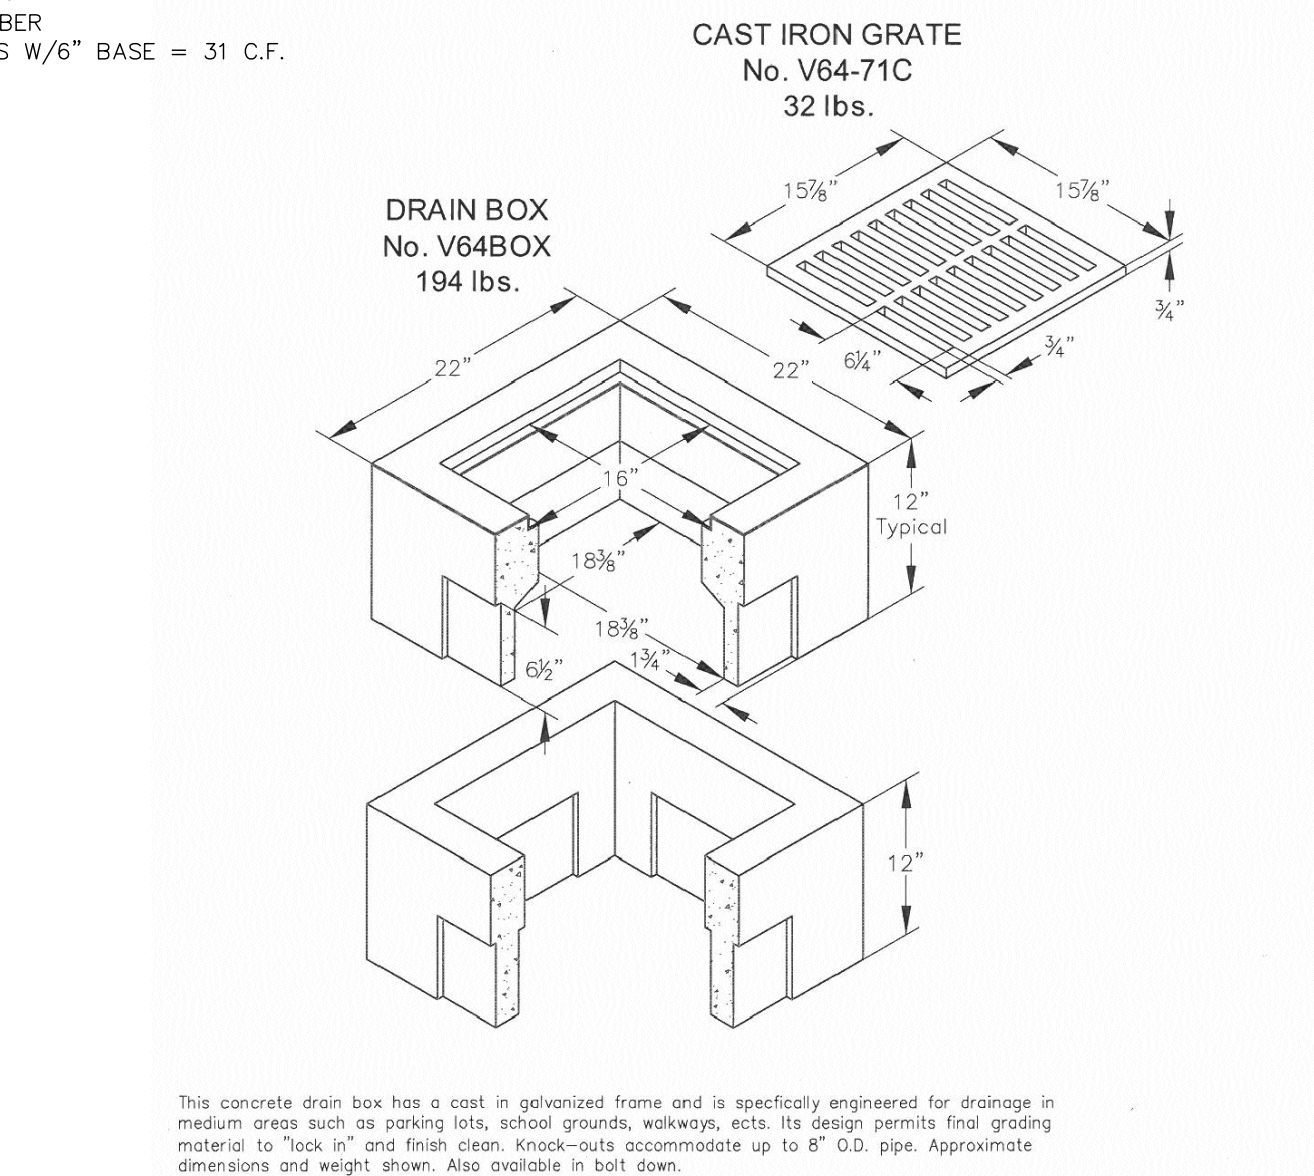 BER
S W/6" BASE = 31 C.F.
CAST IRON GRATE
No. V64-71C
32 lbs.
15⅞"
15⅞"
DRAIN BOX
No. V64BOX
194 lbs.
¾"
¾"
6¼"
22"
22"
16"
12"
Typical
18⅜"
18⅜"
1¾"
6½"
12"
This concrete drain box has a cast in galvanized frame and is specfically engineered for drainage in
medium areas such as parking lots, school grounds, walkways, ects. Its design permits final grading
material to "lock in" and finish clean. Knock-outs accommodate up to 8" O.D. pipe. Approximate
dimensions and weight shown. Also available in bolt down.